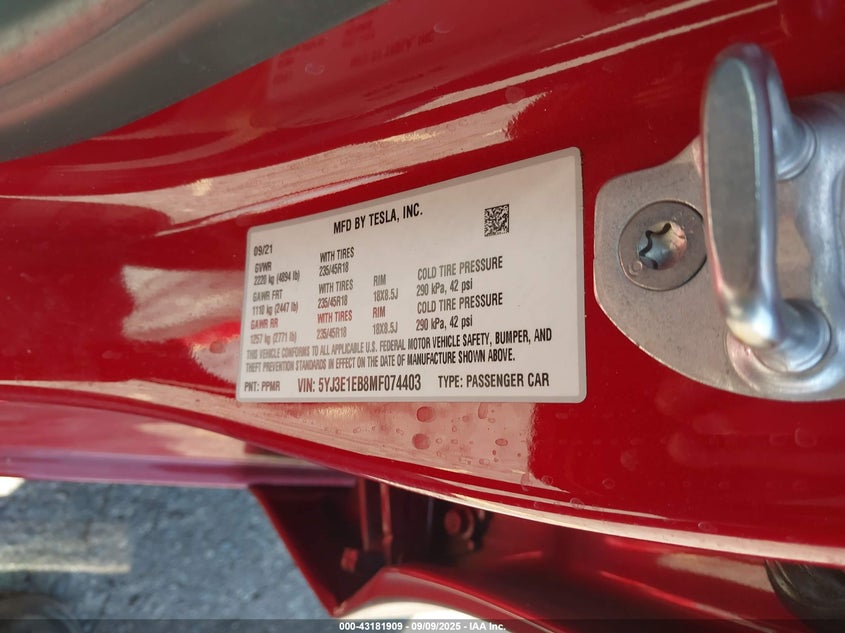 MFD BY TESLA, INC.
09/21
GVWR WITH TIRES
2220 kg (4894 lb) 235/45R18 RIM COLD TIRE PRESSURE
GAWR FRT WITH TIRES 18X8.5J 290 kPa, 42 psi
1110 kg (2447 lb) 235/45R18 RIM COLD TIRE PRESSURE
GAWR RR WITH TIRES 18X8.5J 290 kPa, 42 psi
1257 kg (2771 lb) 235/45R18
THIS VEHICLE CONFORMS TO ALL APPLICABLE U.S. FEDERAL MOTOR VEHICLE SAFETY, BUMPER, AND
THEFT PREVENTION STANDARDS IN EFFECT ON THE DATE OF MANUFACTURE SHOWN ABOVE.
PNT: PPMR VIN: 5YJ3E1EB8MF074403 TYPE: PASSENGER CAR
000-43181909 - 09/09/2025 - IAA Inc.